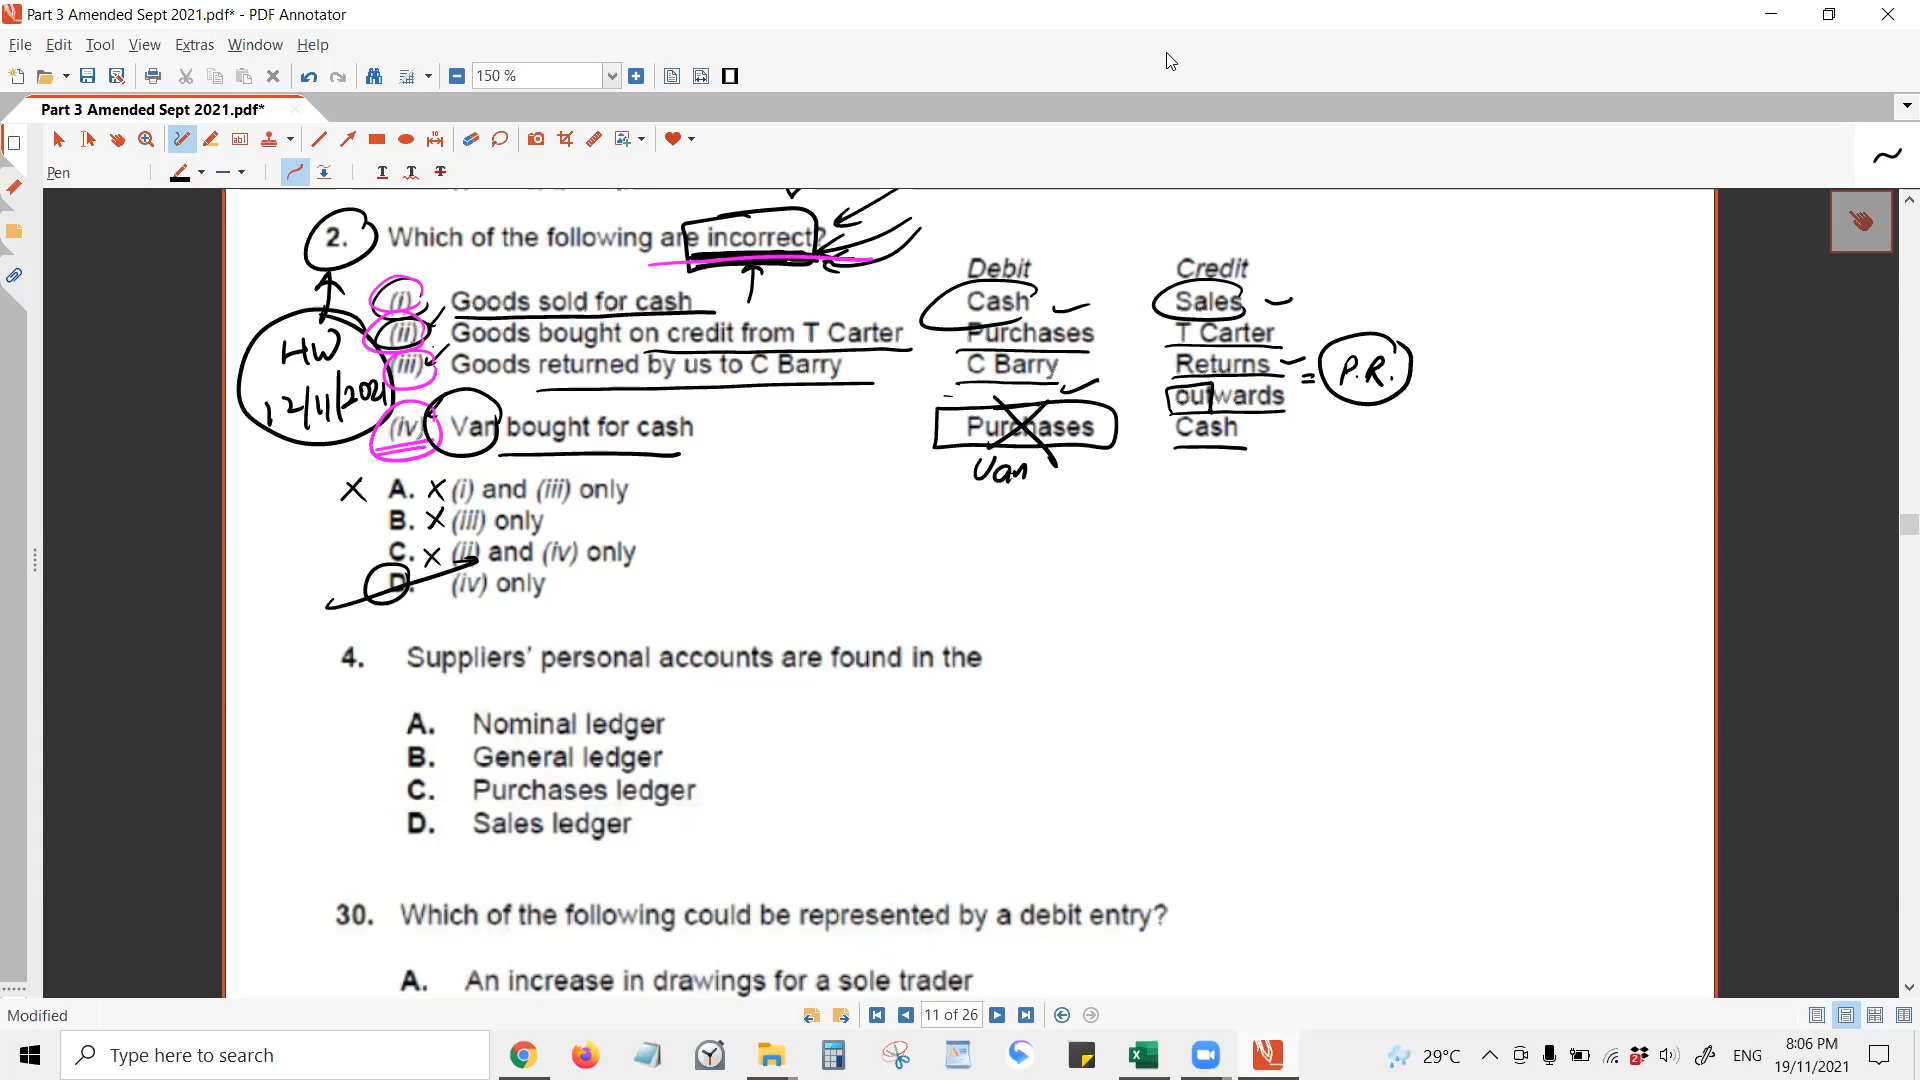 Part 3 Amended Sept 2021.pdf* - PDF Annotator
File Edit Tool View Extras Window Help
150 %
Part 3 Amended Sept 2021.pdf*
Pen
2. Which of the following are incorrect?
Debit Credit
(i) Goods sold for cash Cash Sales
(ii) Goods bought on credit from T Carter Purchases T Carter
(iii) Goods returned by us to C Barry C Barry Returns = P.R.
outwards
HW
12/11/2021
(iv) Van bought for cash Purchases Cash
Van
X A. X (i) and (iii) only
B. X (iii) only
C. X (ii) and (iv) only
D. (iv) only
4. Suppliers' personal accounts are found in the
A. Nominal ledger
B. General ledger
C. Purchases ledger
D. Sales ledger
30. Which of the following could be represented by a debit entry?
A. An increase in drawings for a sole trader
Modified 11 of 26
Type here to search 29°C ENG 8:06 PM
19/11/2021